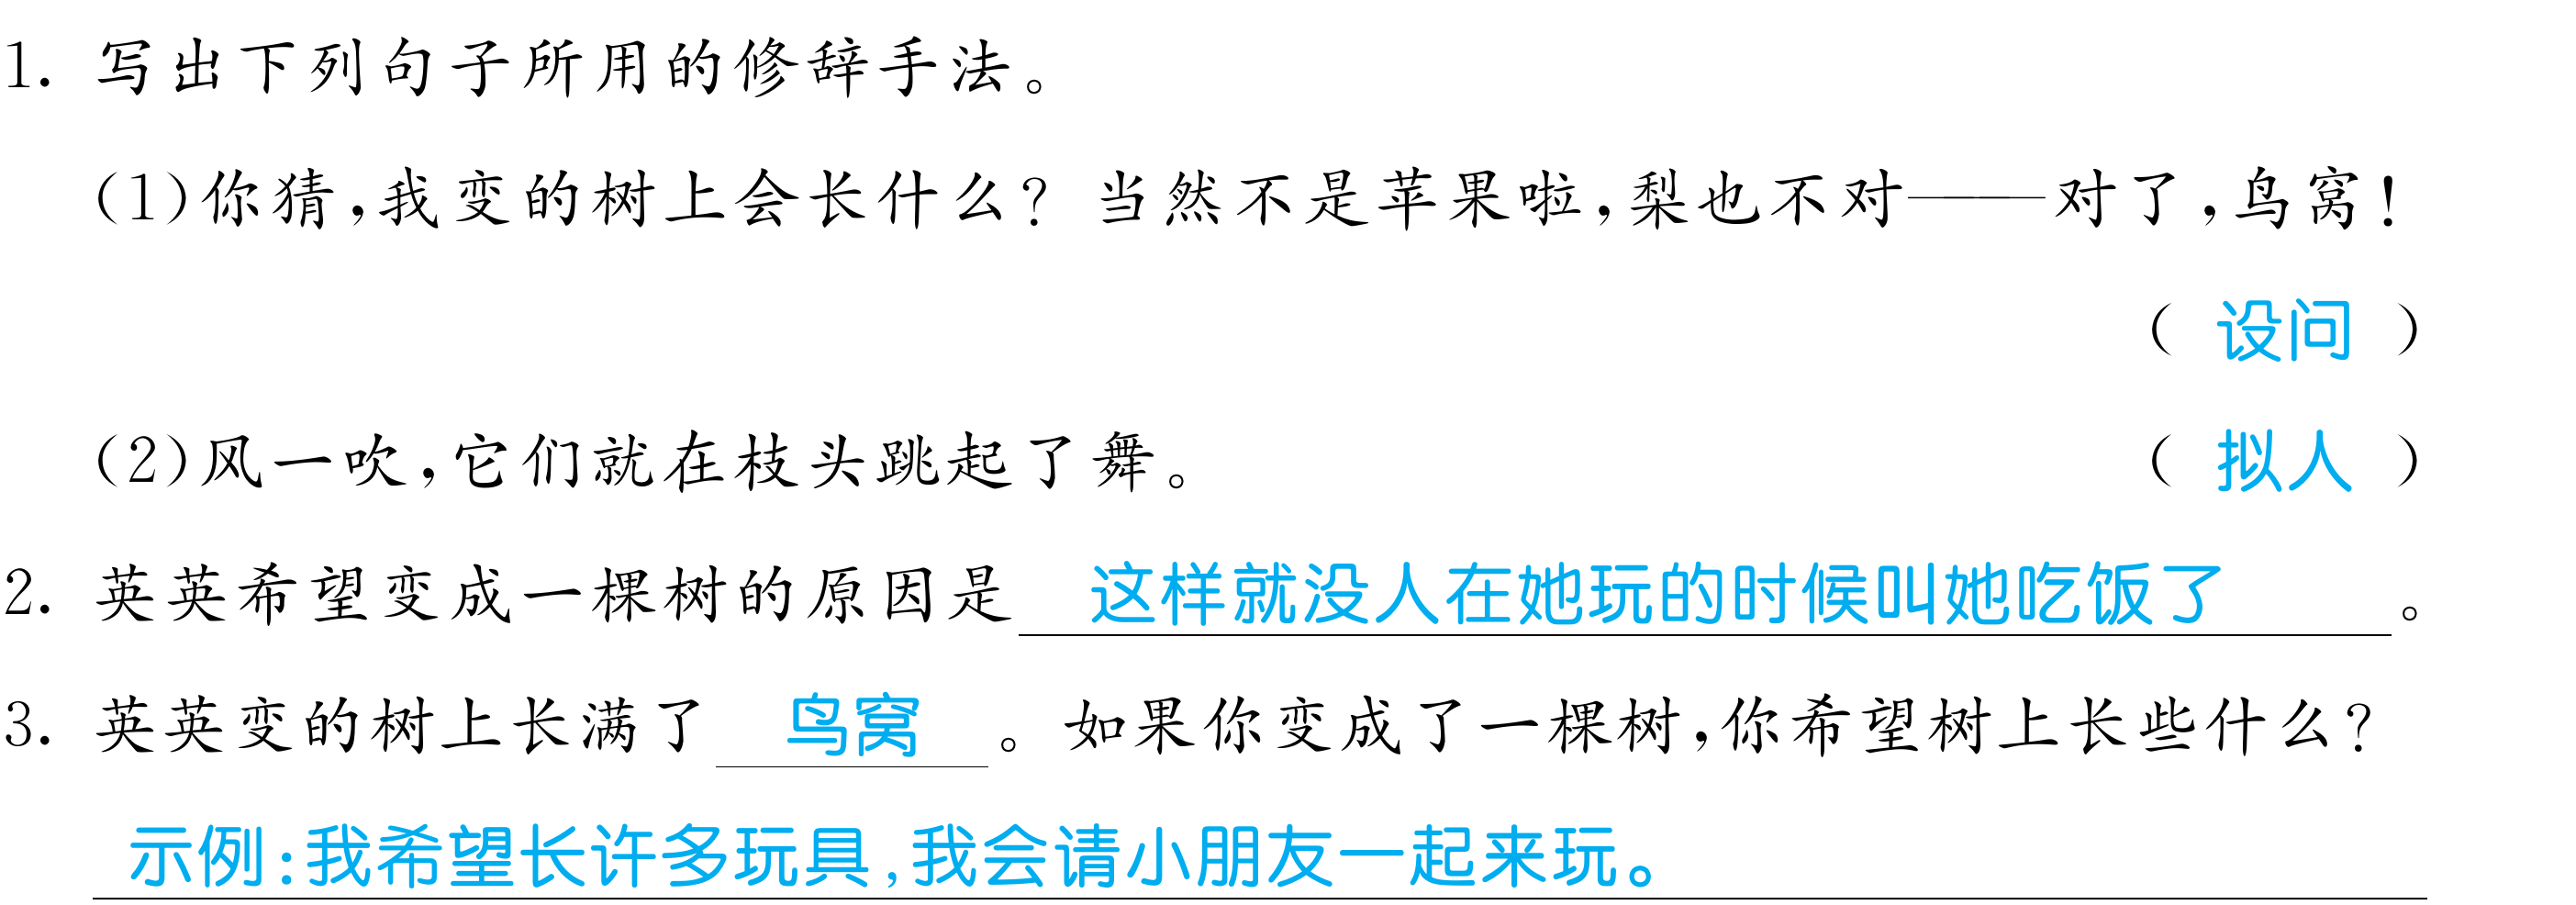 1. 写出下列句子所用的修辞手法。
(1)你猜,我变的树上会长什么? 当然不是苹果啦,梨也不对——对了,鸟窝!
( 设问 )
(2)风一吹,它们就在枝头跳起了舞。 ( 拟人 )
2. 英英希望变成一棵树的原因是 这样就没人在她玩的时候叫她吃饭了 。
3. 英英变的树上长满了 鸟窝 。如果你变成了一棵树,你希望树上长些什么?
示例:我希望长许多玩具,我会请小朋友一起来玩。